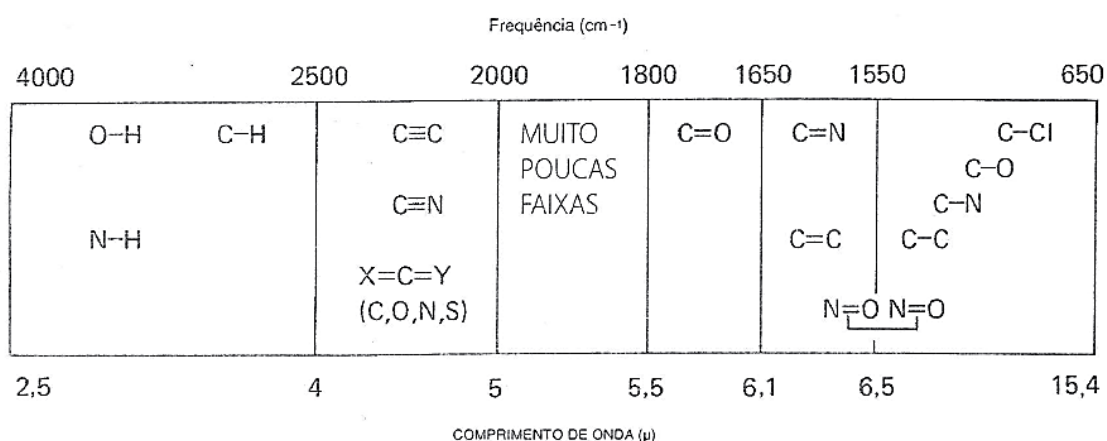 Frequência (cm⁻¹)
4000 2500 2000 1800 1650 1550 650
O-H C-H C≡C MUITO C=O C=N C-Cl
POUCAS C-O
C≡N FAIXAS C-N
N-H C=C C-C
X=C=Y
(C,O,N,S) N=O N=O
2,5 4 5 5,5 6,1 6,5 15,4
COMPRIMENTO DE ONDA (μ)